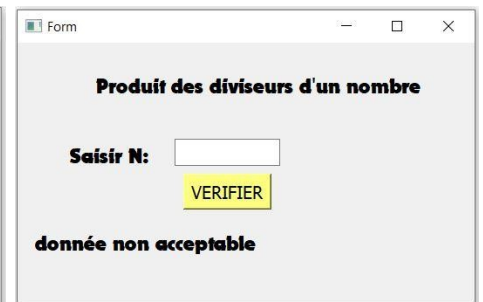 Form
Produit des diviseurs d'un nombre
Saisir N:
VERIFIER
donnée non acceptable